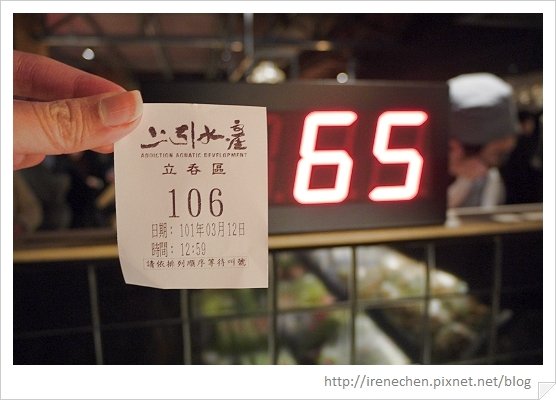 上引水產
ADDICTION AQUATIC DEVELOPMENT
立吞區
106
日期：101年03月12日
時間：12:59
請依排列順序等待叫號
65
http://irenechen.pixnet.net/blog